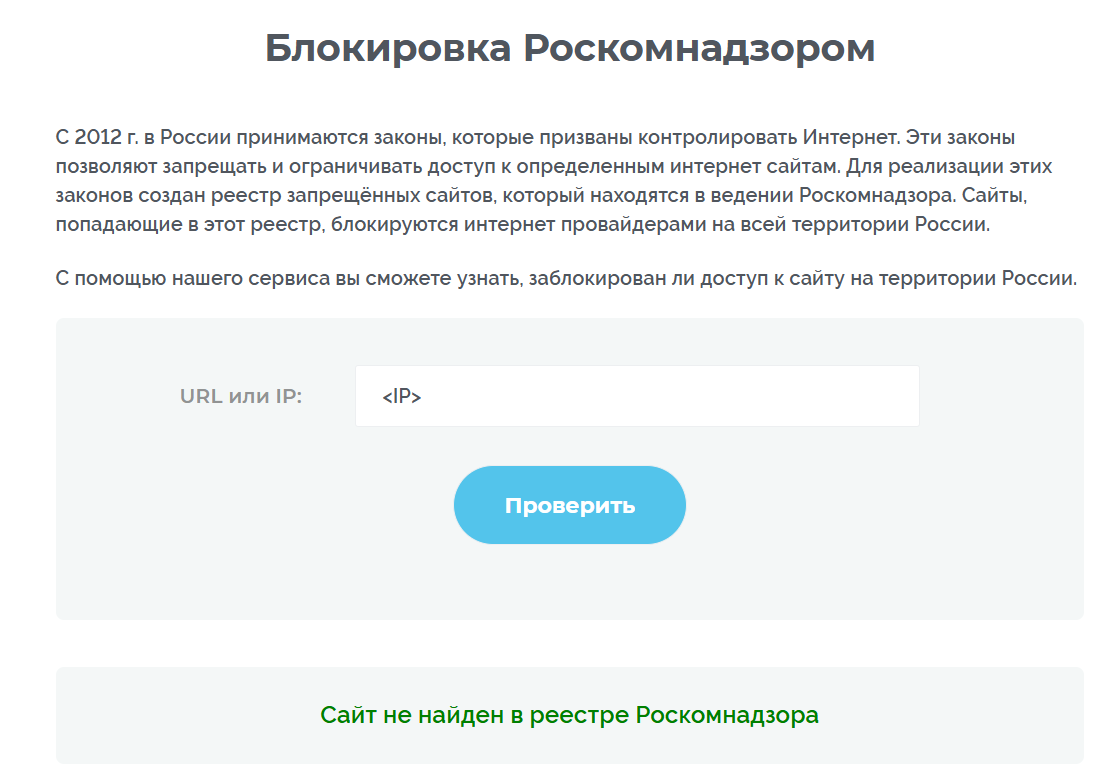 Блокировка Роскомнадзором
С 2012 г. в России принимаются законы, которые призваны контролировать Интернет. Эти законы
позволяют запрещать и ограничивать доступ к определенным интернет сайтам. Для реализации этих
законов создан реестр запрещённых сайтов, который находятся в ведении Роскомнадзора. Сайты,
попадающие в этот реестр, блокируются интернет провайдерами на всей территории России.
С помощью нашего сервиса вы сможете узнать, заблокирован ли доступ к сайту на территории России.
URL или IP:
<IP>
Проверить
Сайт не найден в реестре Роскомнадзора